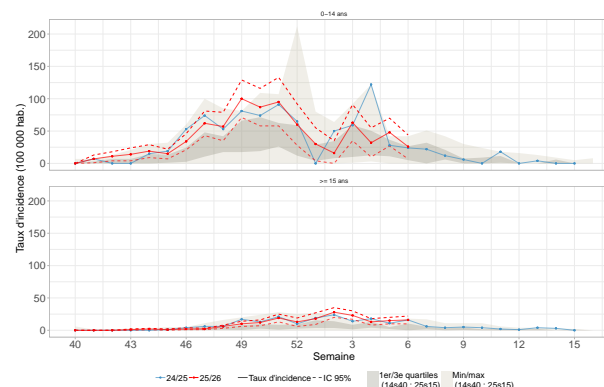 0−14 ans
200
150
100
50
0
>= 15 ans
200
150
100
50
0
Taux d'incidence (100 000 hab.)
40 43 46 49 52 3 6 9 12 15
Semaine
24/25 25/26 Taux d'incidence IC 95% 1er/3e quartiles (14s40 : 25s15) Min/max (14s40 : 25s15)